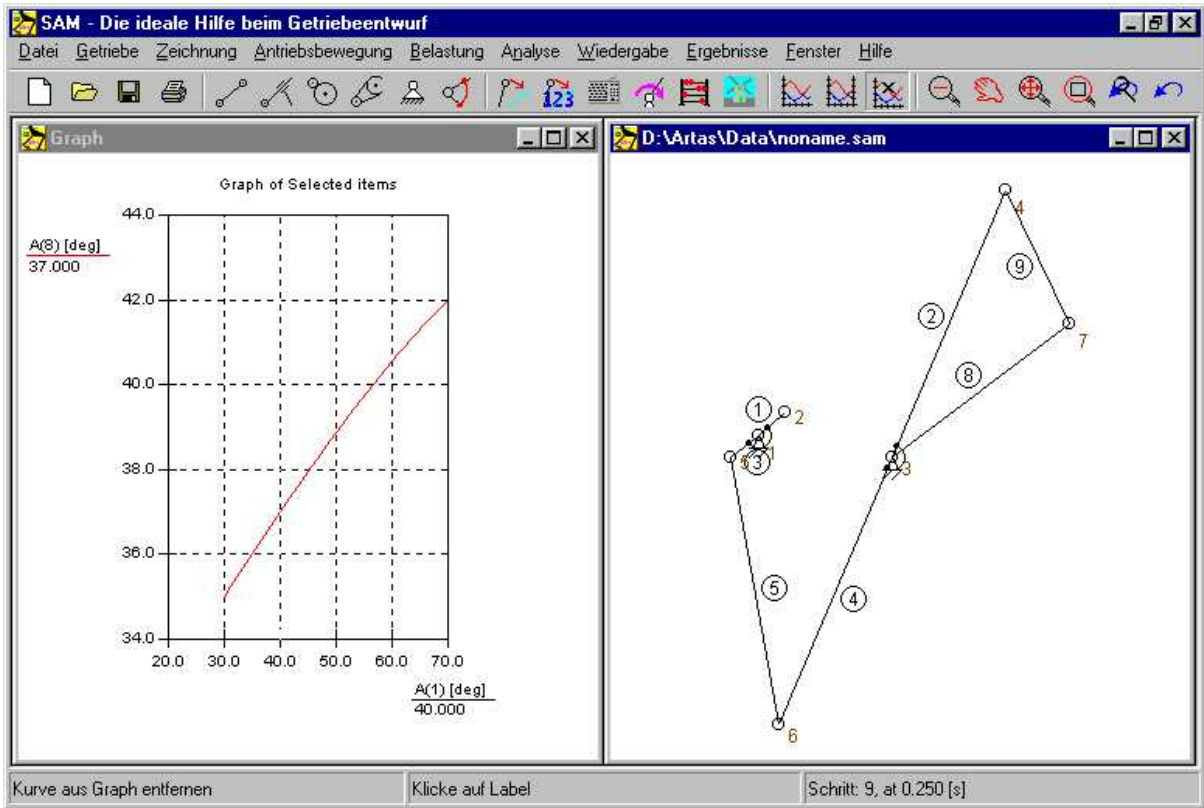 SAM - Die ideale Hilfe beim Getriebeentwurf
Datei Getriebe Zeichnung Antriebsbewegung Belastung Analyse Wiedergabe Ergebnisse Fenster Hilfe
123
Graph
Graph of Selected items
A(8) [deg]
37.000
44.0
42.0
40.0
38.0
36.0
34.0
20.0 30.0 40.0 50.0 60.0 70.0
A(1) [deg]
40.000
D:\Artas\Data\noname.sam
4
9
2
7
8
1
2
1
5
3
3
5
4
6
Kurve aus Graph entfernen
Klicke auf Label
Schritt: 9, at 0.250 [s]